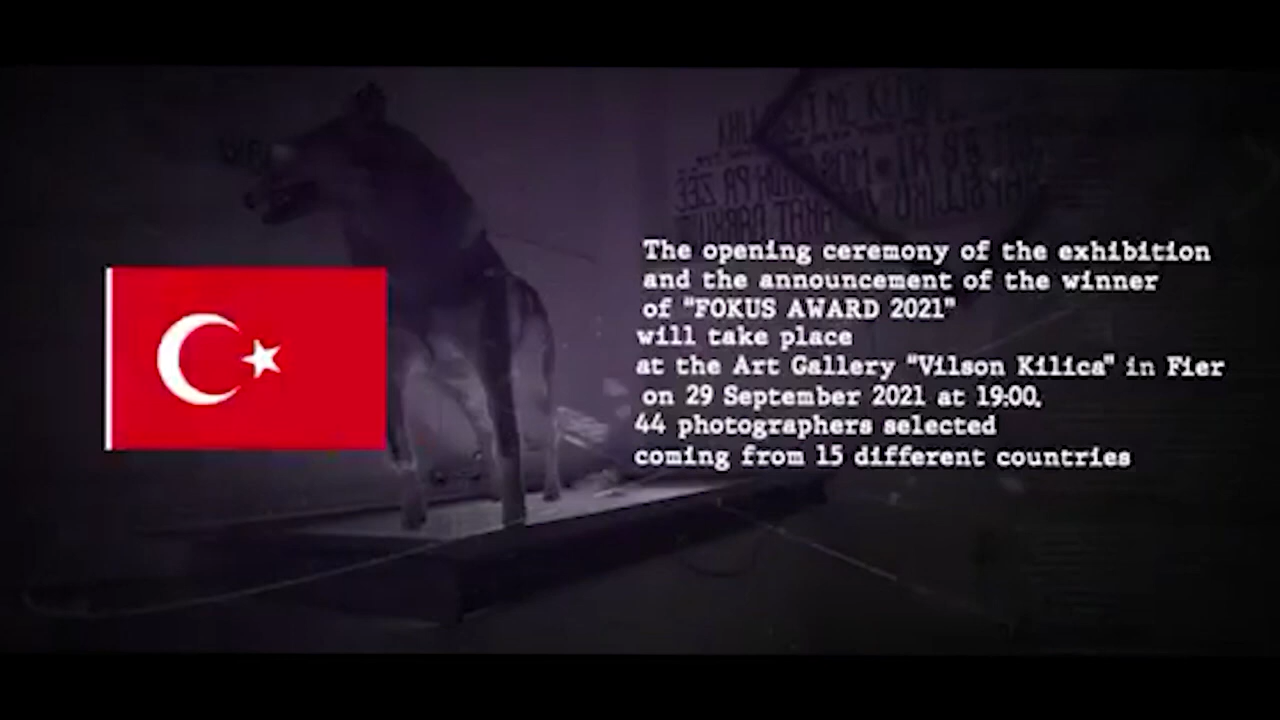 The opening ceremony of the exhibition
and the announcement of the winner
of "FOKUS AWARD 2021"
will take place
at the Art Gallery "Vilson Kilica" in Fier
on 29 September 2021 at 19:00.
44 photographers selected
coming from 15 different countries